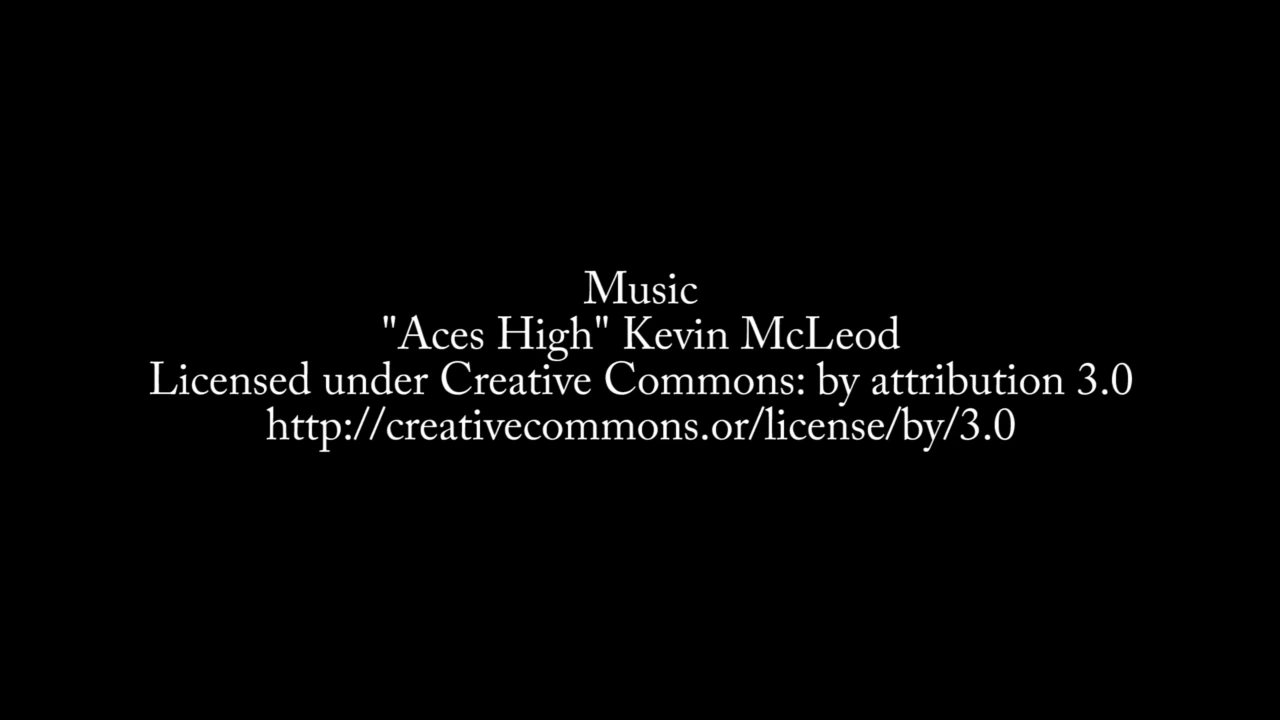 Music
"Aces High" Kevin McLeod
Licensed under Creative Commons: by attribution 3.0
http://creativecommons.or/license/by/3.0